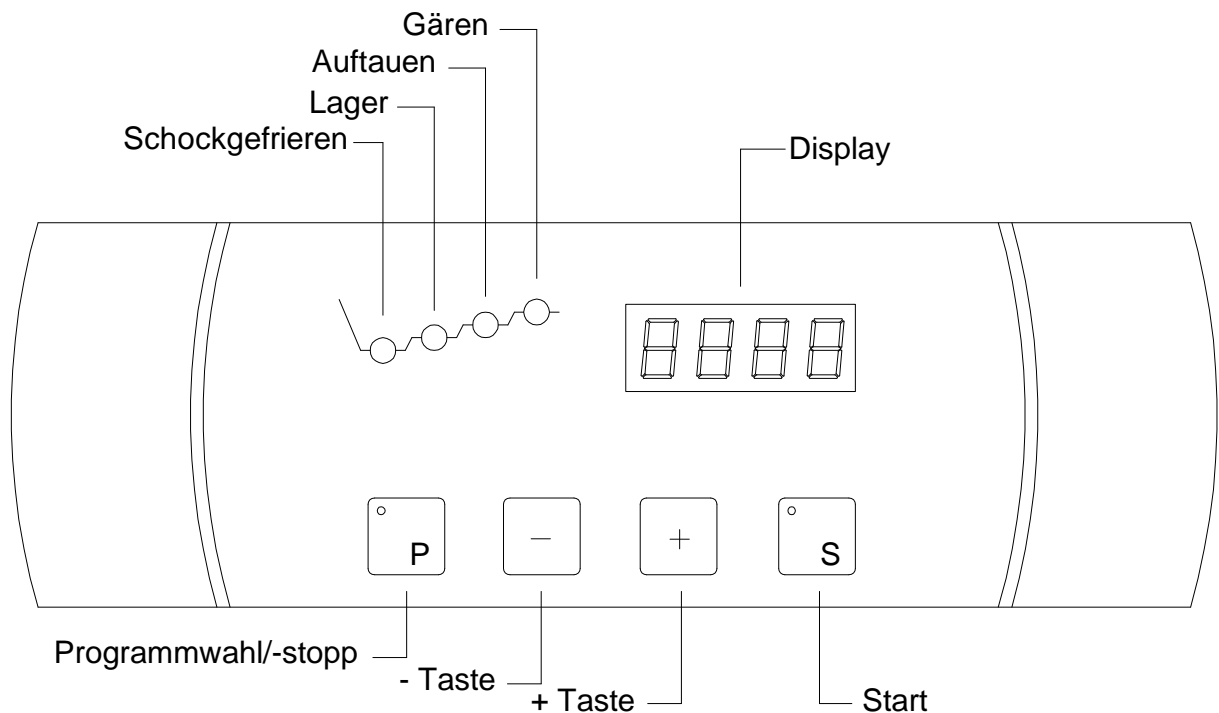 Gären
Auftauen
Lager
Schockgefrieren
Display
P
−
+
S
Programmwahl/-stopp
- Taste
+ Taste
Start